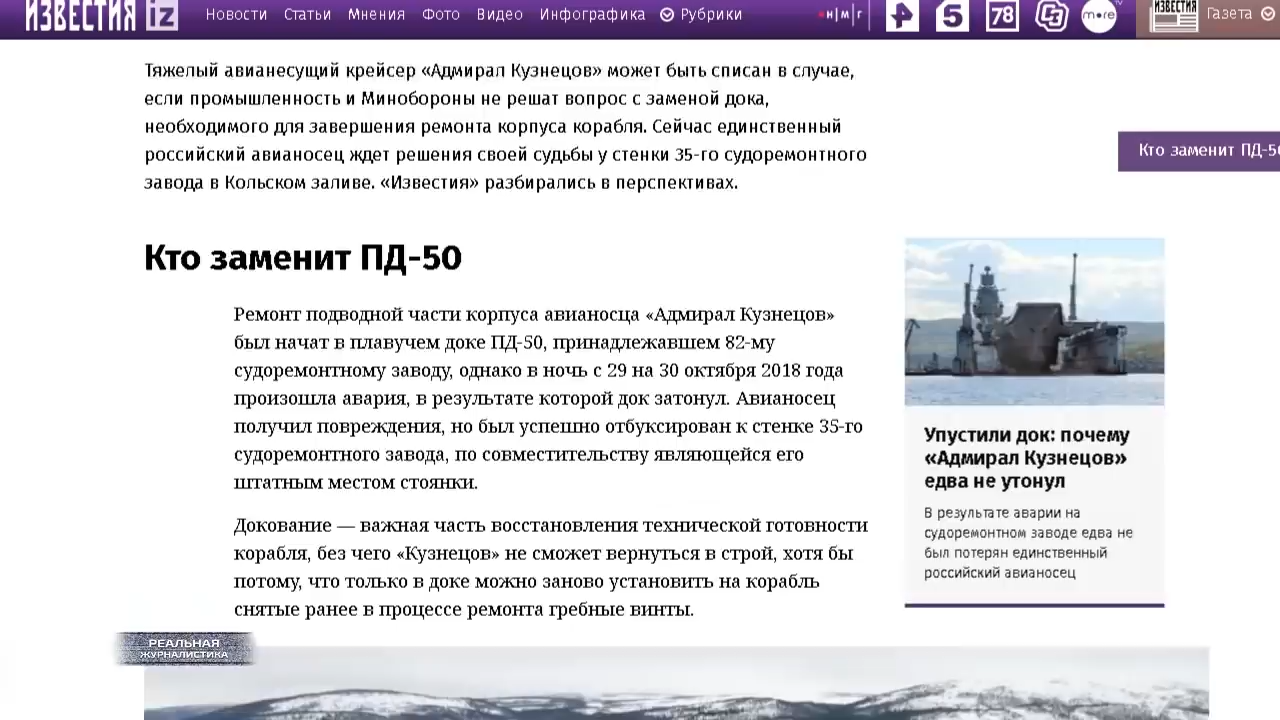 ИЗВЕСТИЯ iz Новости Статьи Мнения Фото Видео Инфографика Рубрики НМГ 5 78 more tv ИЗВЕСТИЯ Газета
Тяжелый авианесущий крейсер «Адмирал Кузнецов» может быть списан в случае,
если промышленность и Минобороны не решат вопрос с заменой дока,
необходимого для завершения ремонта корпуса корабля. Сейчас единственный
российский авианосец ждет решения своей судьбы у стенки 35-го судоремонтного
завода в Кольском заливе. «Известия» разбирались в перспективах.
Кто заменит ПД-50
Кто заменит ПД-50
Ремонт подводной части корпуса авианосца «Адмирал Кузнецов»
был начат в плавучем доке ПД-50, принадлежавшем 82-му
судоремонтному заводу, однако в ночь с 29 на 30 октября 2018 года
произошла авария, в результате которой док затонул. Авианосец
получил повреждения, но был успешно отбуксирован к стенке 35-го
судоремонтного завода, по совместительству являющейся его
штатным местом стоянки.
Докование — важная часть восстановления технической готовности
корабля, без чего «Кузнецов» не сможет вернуться в строй, хотя бы
потому, что только в доке можно заново установить на корабль
снятые ранее в процессе ремонта гребные винты.
Упустили док: почему
«Адмирал Кузнецов»
едва не утонул
В результате аварии на
судоремонтном заводе едва не
был потерян единственный
российский авианосец
РЕАЛЬНАЯ
ЖУРНАЛИСТИКА